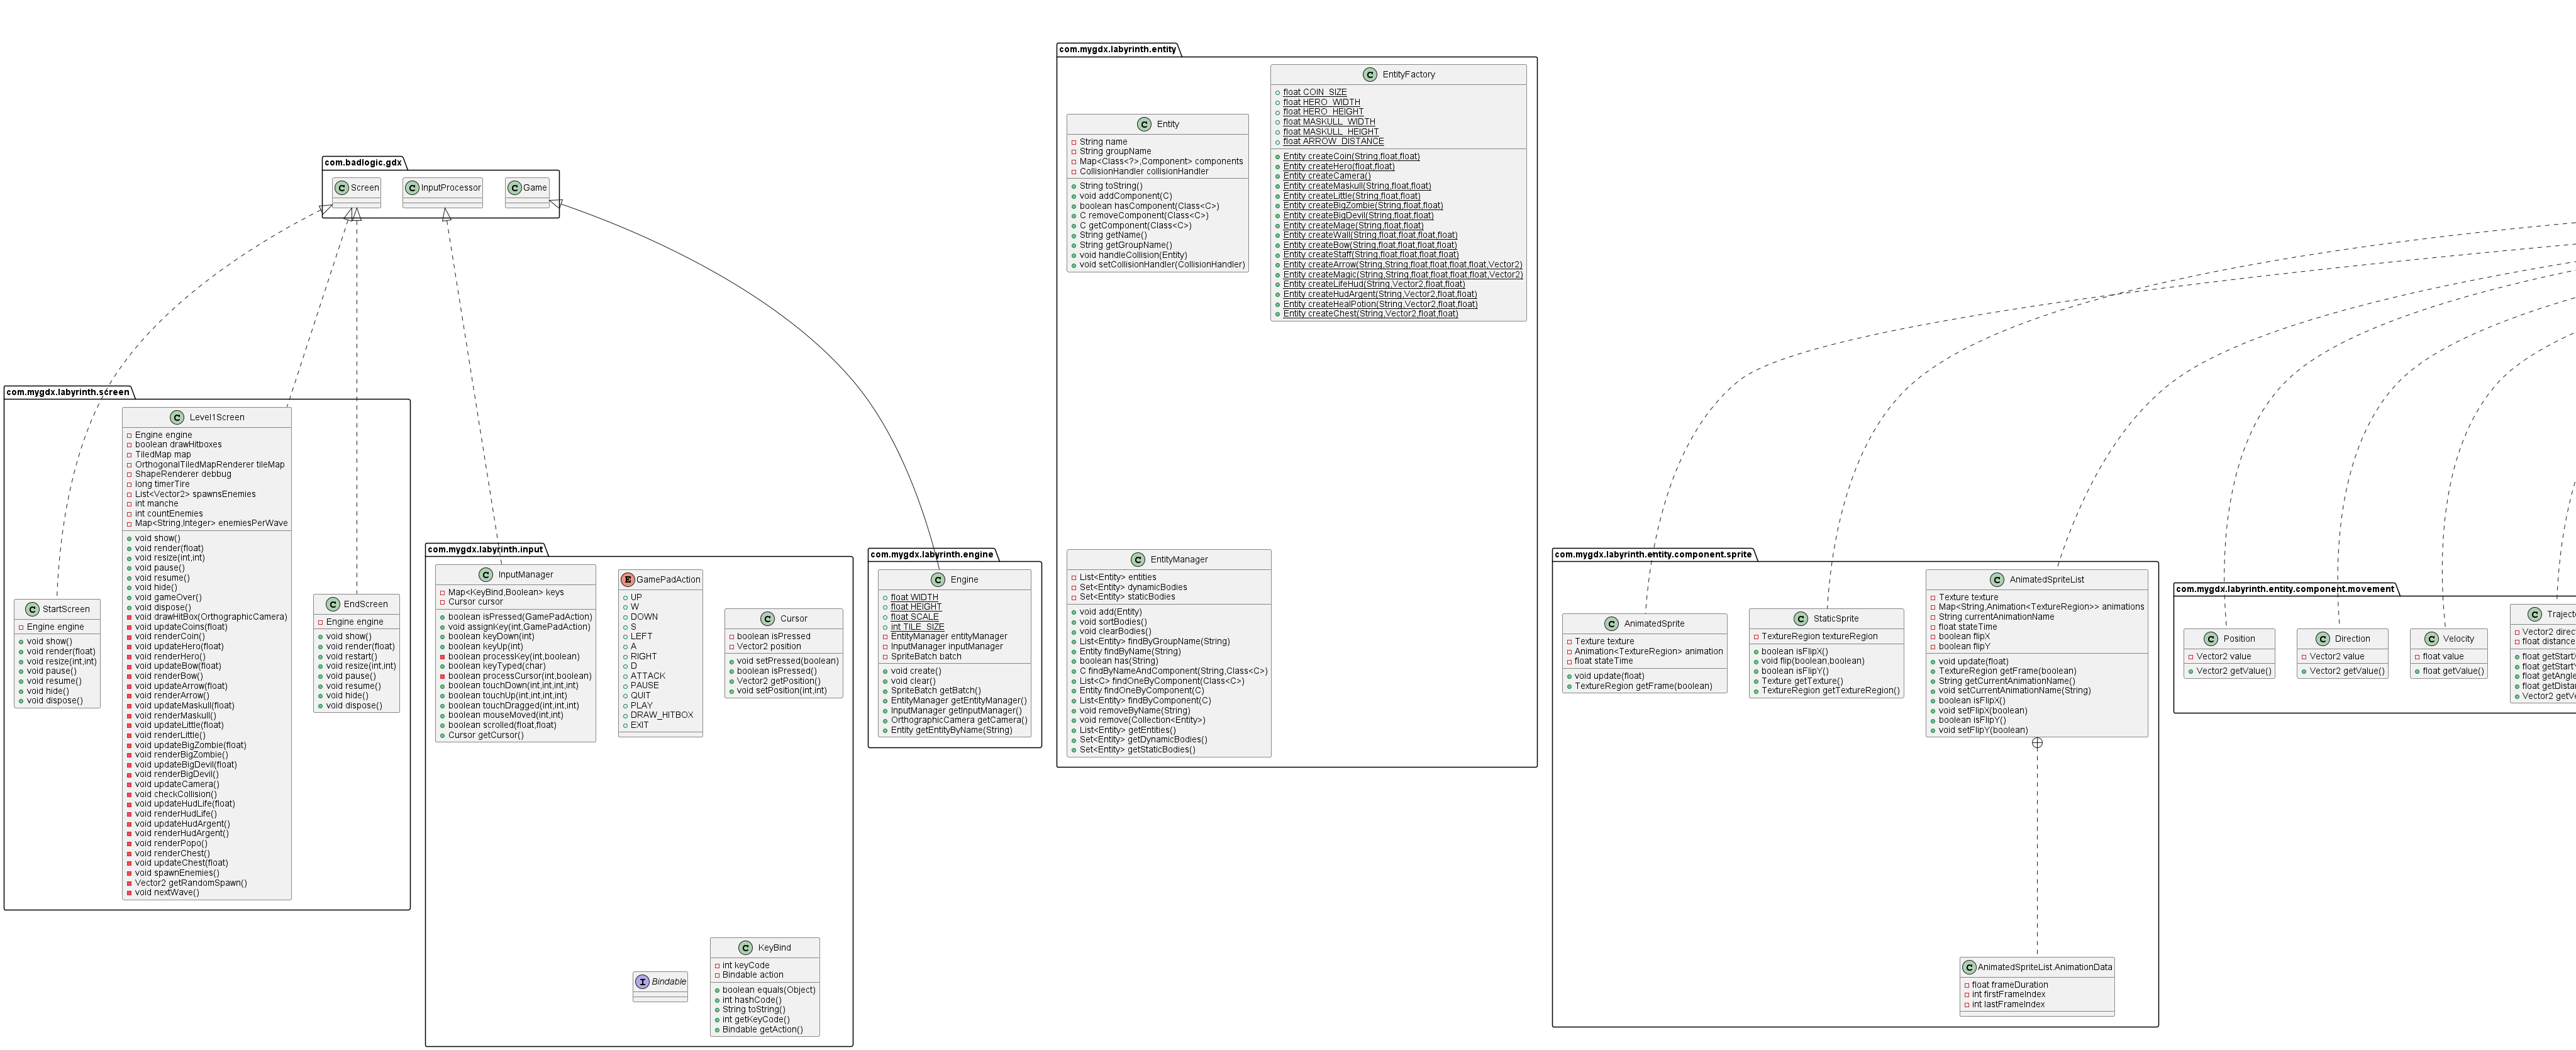 com.badlogic.gdx
C Screen
C InputProcessor
C Game
com.mygdx.labyrinth.screen
C StartScreen
Engine engine
void show()
void render(float)
void resize(int,int)
void pause()
void resume()
void hide()
void dispose()
C Level1Screen
Engine engine
boolean drawHitboxes
TiledMap map
OrthogonalTiledMapRenderer tileMap
ShapeRenderer debbug
long timerTire
List<Vector2> spawnsEnemies
int manche
int countEnemies
Map<String,Integer> enemiesPerWave
void show()
void render(float)
void resize(int,int)
void pause()
void resume()
void hide()
void gameOver()
void dispose()
void drawHitBox(OrthographicCamera)
void updateCoins(float)
void renderCoin()
void updateHero(float)
void renderHero()
void updateBow(float)
void renderBow()
void updateArrow(float)
void renderArrow()
void updateMaskull(float)
void renderMaskull()
void updateLittle(float)
void renderLittle()
void updateBigZombie(float)
void renderBigZombie()
void updateBigDevil(float)
void renderBigDevil()
void updateCamera()
void checkCollision()
void updateHudLife(float)
void renderHudLife()
void updateHudArgent()
void renderHudArgent()
void renderPopo()
void renderChest()
void updateChest(float)
void spawnEnemies()
Vector2 getRandomSpawn()
void nextWave()
C EndScreen
Engine engine
void show()
void render(float)
void restart()
void resize(int,int)
void pause()
void resume()
void hide()
void dispose()
com.mygdx.labyrinth.input
C InputManager
Map<KeyBind,Boolean> keys
Cursor cursor
boolean isPressed(GamePadAction)
void assignKey(int,GamePadAction)
boolean keyDown(int)
boolean keyUp(int)
boolean processKey(int,boolean)
boolean keyTyped(char)
boolean processCursor(int,boolean)
boolean touchDown(int,int,int,int)
boolean touchUp(int,int,int,int)
boolean touchDragged(int,int,int)
boolean mouseMoved(int,int)
boolean scrolled(float,float)
Cursor getCursor()
E GamePadAction
UP
W
DOWN
S
LEFT
A
RIGHT
D
ATTACK
PAUSE
QUIT
PLAY
DRAW_HITBOX
EXIT
C Cursor
boolean isPressed
Vector2 position
void setPressed(boolean)
boolean isPressed()
Vector2 getPosition()
void setPosition(int,int)
I Bindable
C KeyBind
int keyCode
Bindable action
boolean equals(Object)
int hashCode()
String toString()
int getKeyCode()
Bindable getAction()
com.mygdx.labyrinth.engine
C Engine
float WIDTH
float HEIGHT
float SCALE
int TILE_SIZE
EntityManager entityManager
InputManager inputManager
SpriteBatch batch
void create()
void clear()
SpriteBatch getBatch()
EntityManager getEntityManager()
InputManager getInputManager()
OrthographicCamera getCamera()
Entity getEntityByName(String)
com.mygdx.labyrinth.entity
C Entity
String name
String groupName
Map<Class<?>,Component> components
CollisionHandler collisionHandler
String toString()
void addComponent(C)
boolean hasComponent(Class<C>)
C removeComponent(Class<C>)
C getComponent(Class<C>)
String getName()
String getGroupName()
void handleCollision(Entity)
void setCollisionHandler(CollisionHandler)
C EntityFactory
float COIN_SIZE
float HERO_WIDTH
float HERO_HEIGHT
float MASKULL_WIDTH
float MASKULL_HEIGHT
float ARROW_DISTANCE
Entity createCoin(String,float,float)
Entity createHero(float,float)
Entity createCamera()
Entity createMaskull(String,float,float)
Entity createLittle(String,float,float)
Entity createBigZombie(String,float,float)
Entity createBigDevil(String,float,float)
Entity createMage(String,float,float)
Entity createWall(String,float,float,float,float)
Entity createBow(String,float,float,float,float)
Entity createStaff(String,float,float,float,float)
Entity createArrow(String,String,float,float,float,float,Vector2)
Entity createMagic(String,String,float,float,float,float,Vector2)
Entity createLifeHud(String,Vector2,float,float)
Entity createHudArgent(String,Vector2,float,float)
Entity createHealPotion(String,Vector2,float,float)
Entity createChest(String,Vector2,float,float)
C EntityManager
List<Entity> entities
Set<Entity> dynamicBodies
Set<Entity> staticBodies
void add(Entity)
void sortBodies()
void clearBodies()
List<Entity> findByGroupName(String)
Entity findByName(String)
boolean has(String)
C findByNameAndComponent(String,Class<C>)
List<C> findOneByComponent(Class<C>)
Entity findOneByComponent(C)
List<Entity> findByComponent(C)
void removeByName(String)
void remove(Collection<Entity>)
List<Entity> getEntities()
Set<Entity> getDynamicBodies()
Set<Entity> getStaticBodies()
com.mygdx.labyrinth.entity.component.sprite
C AnimatedSprite
Texture texture
Animation<TextureRegion> animation
float stateTime
void update(float)
TextureRegion getFrame(boolean)
C StaticSprite
TextureRegion textureRegion
boolean isFlipX()
void flip(boolean,boolean)
boolean isFlipY()
Texture getTexture()
TextureRegion getTextureRegion()
C AnimatedSpriteList
Texture texture
Map<String,Animation<TextureRegion>> animations
String currentAnimationName
float stateTime
boolean flipX
boolean flipY
void update(float)
TextureRegion getFrame(boolean)
String getCurrentAnimationName()
void setCurrentAnimationName(String)
boolean isFlipX()
void setFlipX(boolean)
boolean isFlipY()
void setFlipY(boolean)
C AnimatedSpriteList.AnimationData
float frameDuration
int firstFrameIndex
int lastFrameIndex
com.mygdx.labyrinth.entity.component.movement
C Position
Vector2 value
Vector2 getValue()
C Direction
Vector2 value
Vector2 getValue()
C Velocity
float value
float getValue()
C Trajecto
Vector2 direc
float distance
float getStart
float getStart
float getAngle
float getDistan
Vector2 getVe